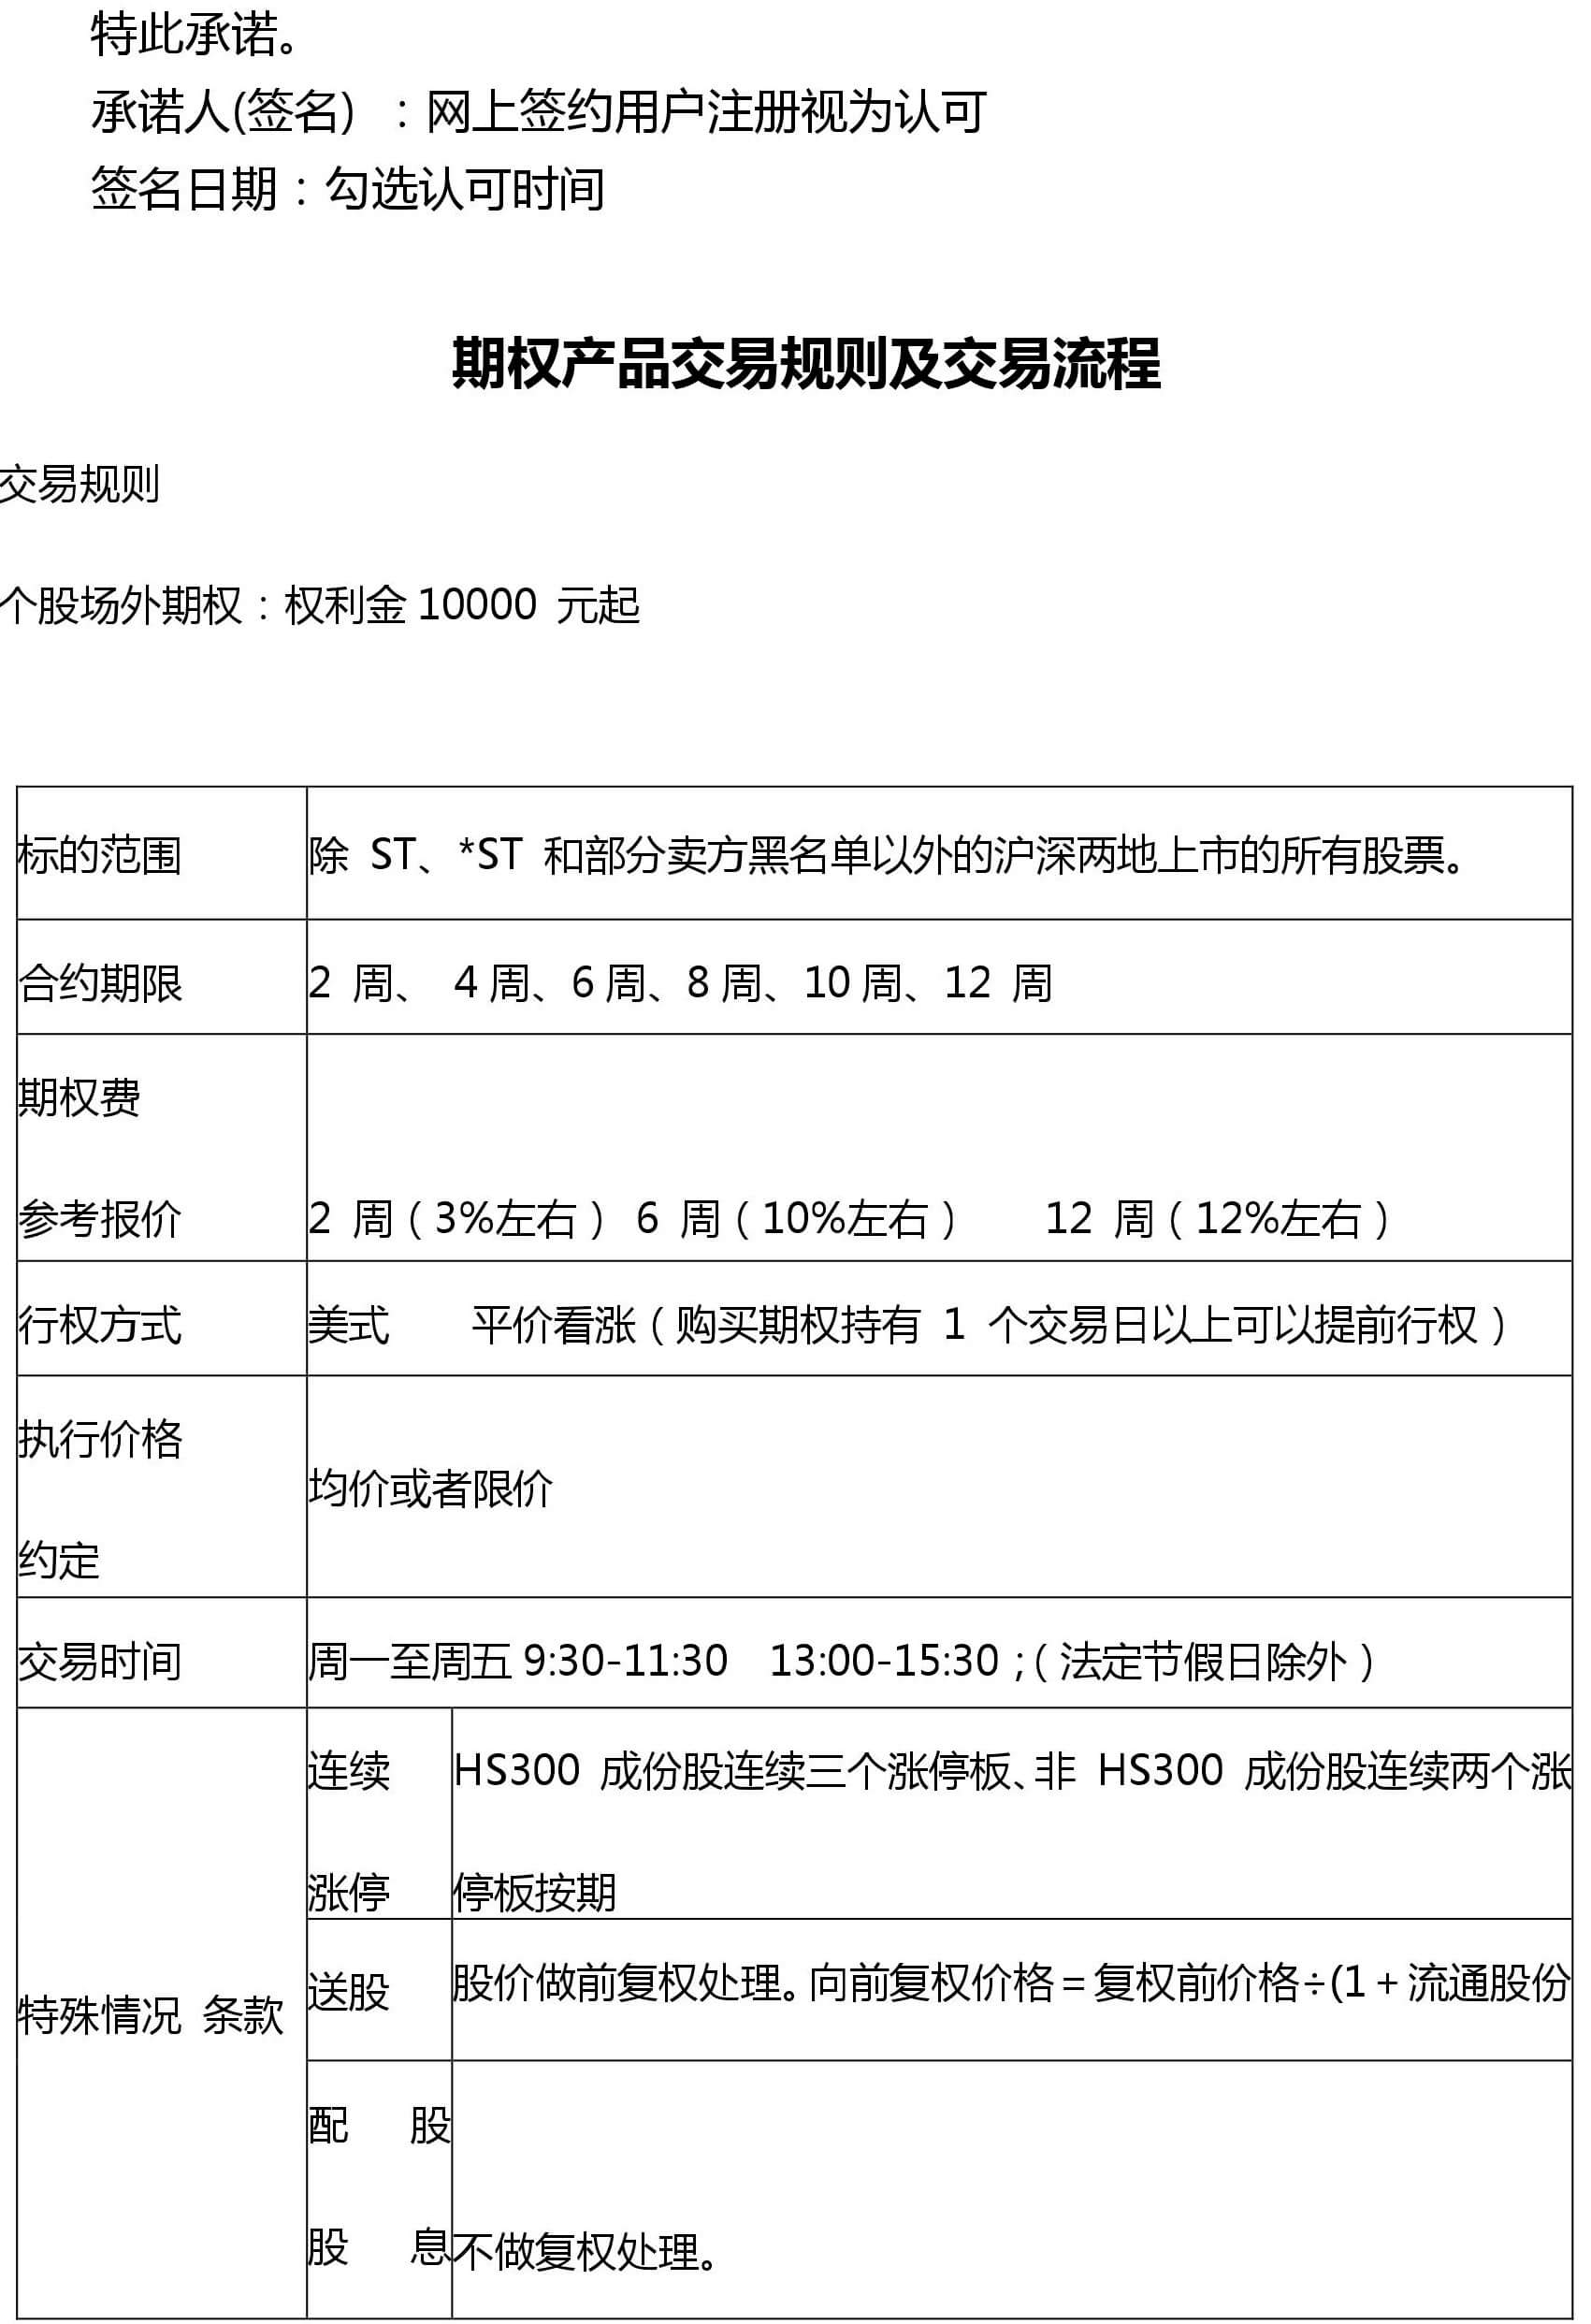 特此承诺。
承诺人(签名) ：网上签约用户注册视为认可
签名日期：勾选认可时间
期权产品交易规则及交易流程
交易规则
个股场外期权：权利金10000 元起
标的范围 除 ST、*ST 和部分卖方黑名单以外的沪深两地上市的所有股票。
合约期限 2 周、 4周、6周、8周、10周、12 周
期权费
参考报价 2 周（3%左右） 6 周（10%左右） 12 周（12%左右）
行权方式 美式 平价看涨（购买期权持有 1 个交易日以上可以提前行权）
执行价格
约定
均价或者限价
交易时间 周一至周五9:30-11:30 13:00-15:30；（法定节假日除外）
特殊情况 条款
连续
涨停
HS300 成份股连续三个涨停板、非 HS300 成份股连续两个涨
停板按期
送股 股价做前复权处理。向前复权价格＝复权前价格÷(1＋流通股份
配 股
股 息 不做复权处理。